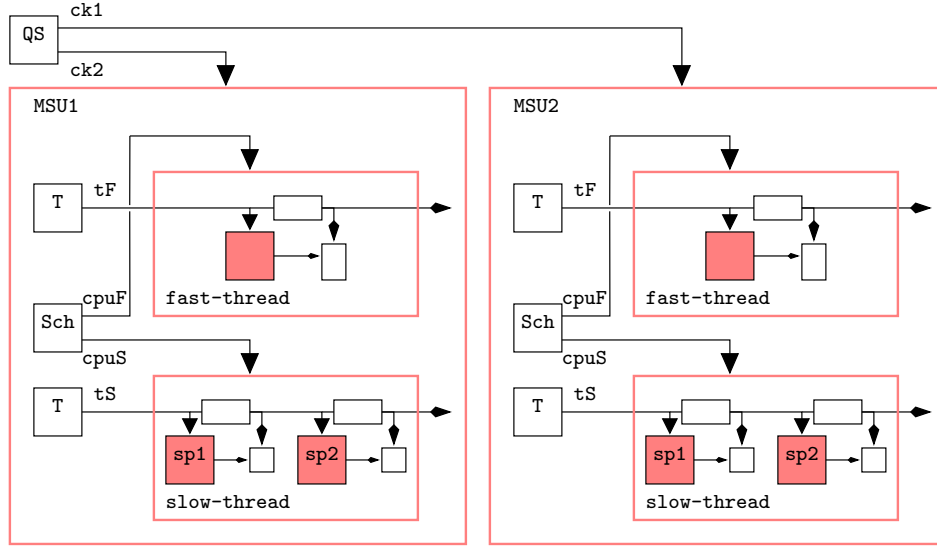 ck1
QS
ck2
MSU1
MSU2
T
tF
T
tF
fast-thread
fast-thread
cpuF
Sch
cpuS
cpuF
Sch
cpuS
T
tS
T
tS
sp1
sp2
sp1
sp2
slow-thread
slow-thread